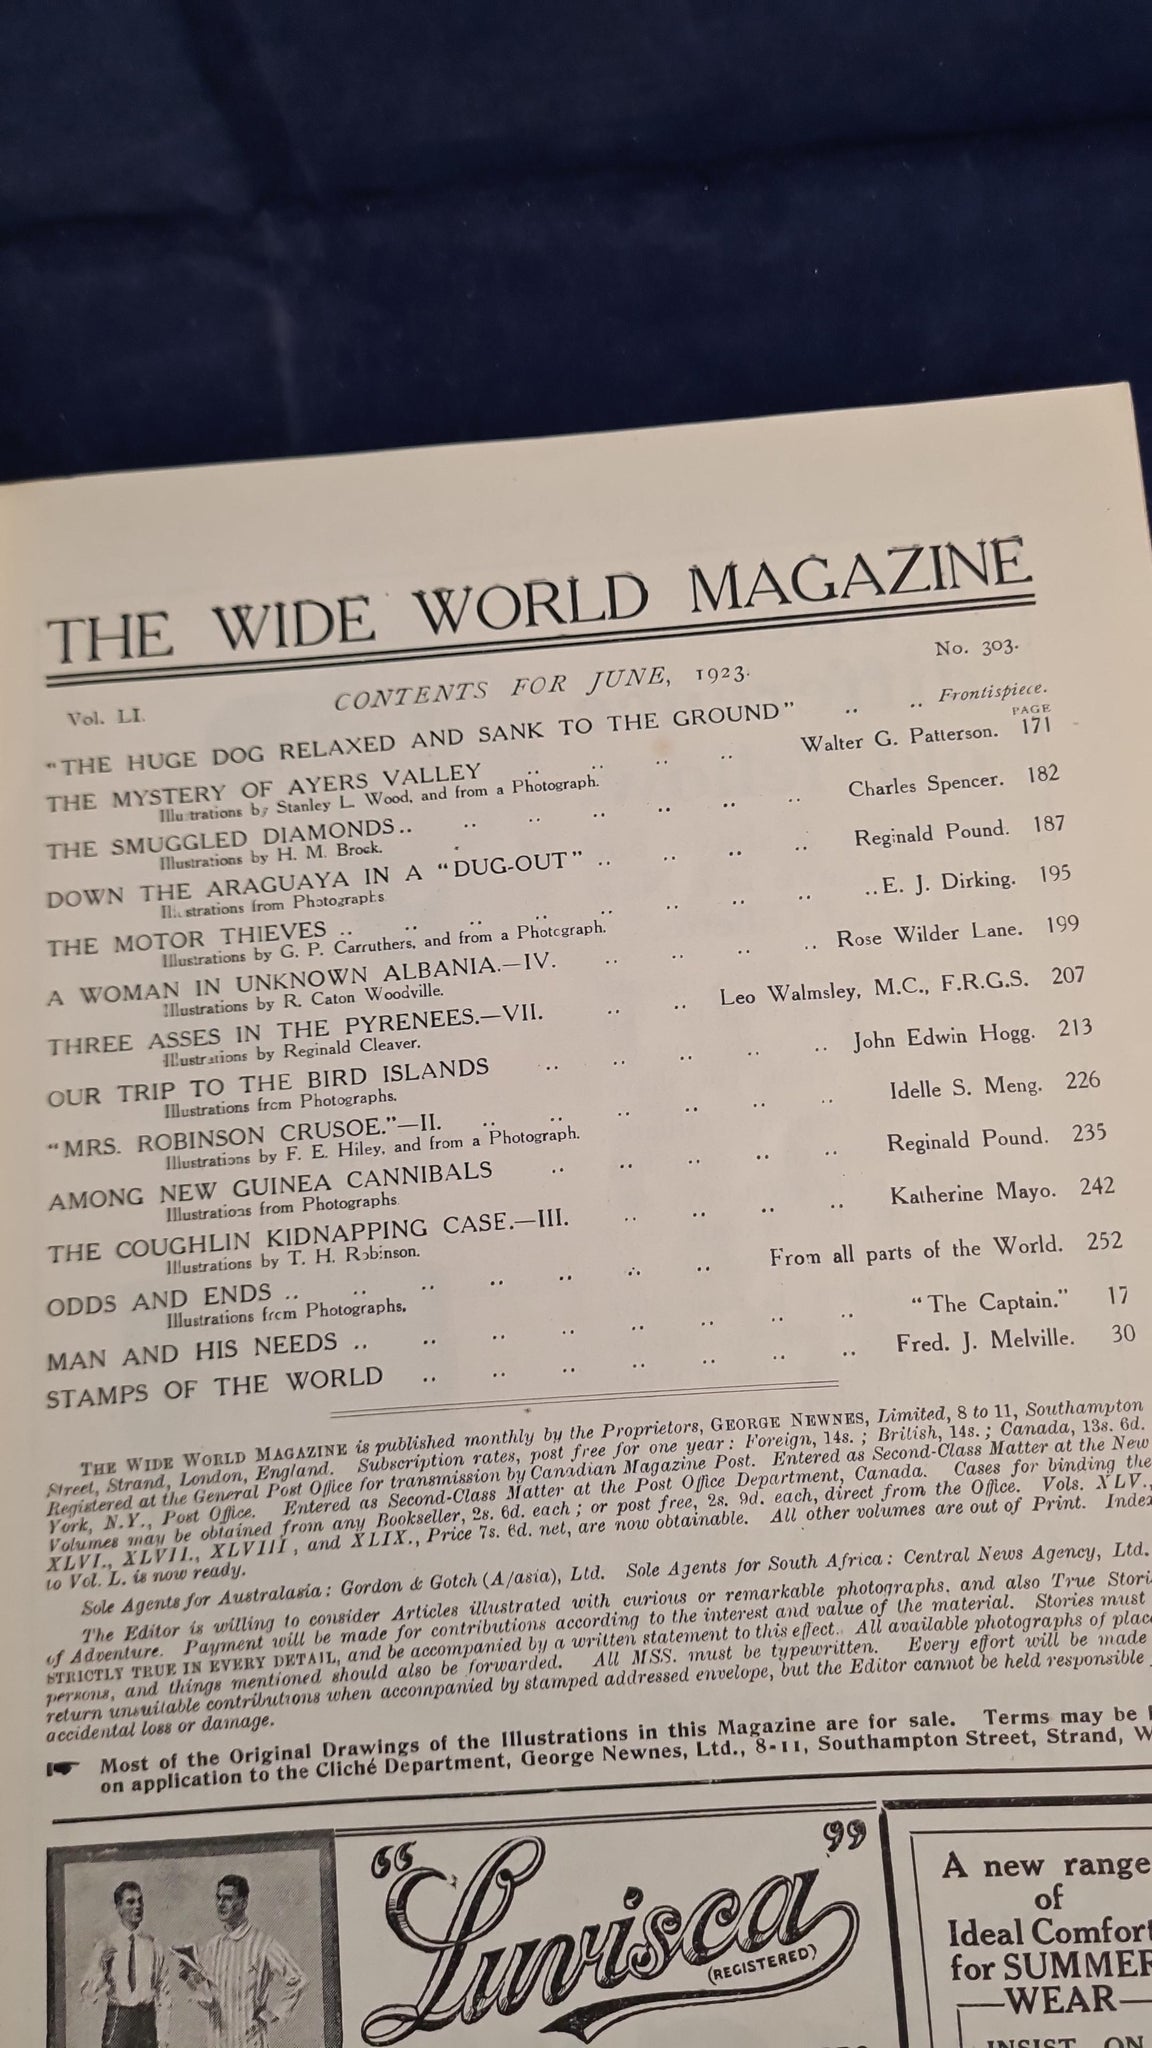 THE WIDE WORLD MAGAZINE
Vol. LI. CONTENTS FOR JUNE, 1923. No. 303.
"THE HUGE DOG RELAXED AND SANK TO THE GROUND" .. .. Frontispiece.
PAGE
THE MYSTERY OF AYERS VALLEY .. .. .. .. Walter G. Patterson. 171
Illustrations by Stanley L. Wood, and from a Photograph.
THE SMUGGLED DIAMONDS.. .. .. .. .. .. .. Charles Spencer. 182
Illustrations by H. M. Brock.
DOWN THE ARAGUAYA IN A "DUG-OUT" .. .. .. .. Reginald Pound. 187
Illustrations from Photographs
THE MOTOR THIEVES .. .. .. .. .. .. .. .. ..E. J. Dirking. 195
Illustrations by G. P. Carruthers, and from a Photograph.
A WOMAN IN UNKNOWN ALBANIA.—IV. .. .. .. .. Rose Wilder Lane. 199
Illustrations by R. Caton Woodville.
THREE ASSES IN THE PYRENEES.—VII. .. .. Leo Walmsley, M.C., F.R.G.S. 207
Illustrations by Reginald Cleaver.
OUR TRIP TO THE BIRD ISLANDS .. .. .. .. .. John Edwin Hogg. 213
Illustrations from Photographs.
"MRS. ROBINSON CRUSOE."—II. .. .. .. .. .. .. Idelle S. Meng. 226
Illustrations by F. E. Hiley, and from a Photograph.
AMONG NEW GUINEA CANNIBALS .. .. .. .. .. Reginald Pound. 235
Illustrations from Photographs
THE COUGHLIN KIDNAPPING CASE.—III. .. .. .. .. Katherine Mayo. 242
Illustrations by T. H. Robinson.
ODDS AND ENDS .. .. .. .. .. .. .. From all parts of the World. 252
Illustrations from Photographs.
MAN AND HIS NEEDS .. .. .. .. .. .. .. .. "The Captain." 17
STAMPS OF THE WORLD .. .. .. .. .. .. .. Fred. J. Melville. 30
THE WIDE WORLD MAGAZINE is published monthly by the Proprietors, GEORGE NEWNES, Limited, 8 to 11, Southampton
Street, Strand, London, England. Subscription rates, post free for one year: Foreign, 14s.; British, 14s.; Canada, 13s. 6d.
Registered at the General Post Office for transmission by Canadian Magazine Post. Entered as Second-Class Matter at the New
York, N.Y., Post Office. Entered as Second-Class Matter at the Post Office Department, Canada. Cases for binding the
Volumes may be obtained from any Bookseller, 2s. 6d. each; or post free, 2s. 9d. each, direct from the Office. Vols. XLV.,
XLVI., XLVII., XLVIII, and XLIX., Price 7s. 6d. net, are now obtainable. All other volumes are out of Print. Index
to Vol. L. is now ready.
Sole Agents for Australasia: Gordon & Gotch (A/asia), Ltd. Sole Agents for South Africa: Central News Agency, Ltd.
The Editor is willing to consider Articles illustrated with curious or remarkable photographs, and also True Stori
of Adventure. Payment will be made for contributions according to the interest and value of the material. Stories must
STRICTLY TRUE IN EVERY DETAIL, and be accompanied by a written statement to this effect. All available photographs of plac
persons, and things mentioned should also be forwarded. All MSS. must be typewritten. Every effort will be made
return unsuitable contributions when accompanied by stamped addressed envelope, but the Editor cannot be held responsible
accidental loss or damage.
Most of the Original Drawings of the Illustrations in this Magazine are for sale. Terms may be
on application to the Cliché Department, George Newnes, Ltd., 8-11, Southampton Street, Strand, W
"Luvisca"
(REGISTERED)
A new range
of
Ideal Comfort
for SUMMER
WEAR
INSIST ON